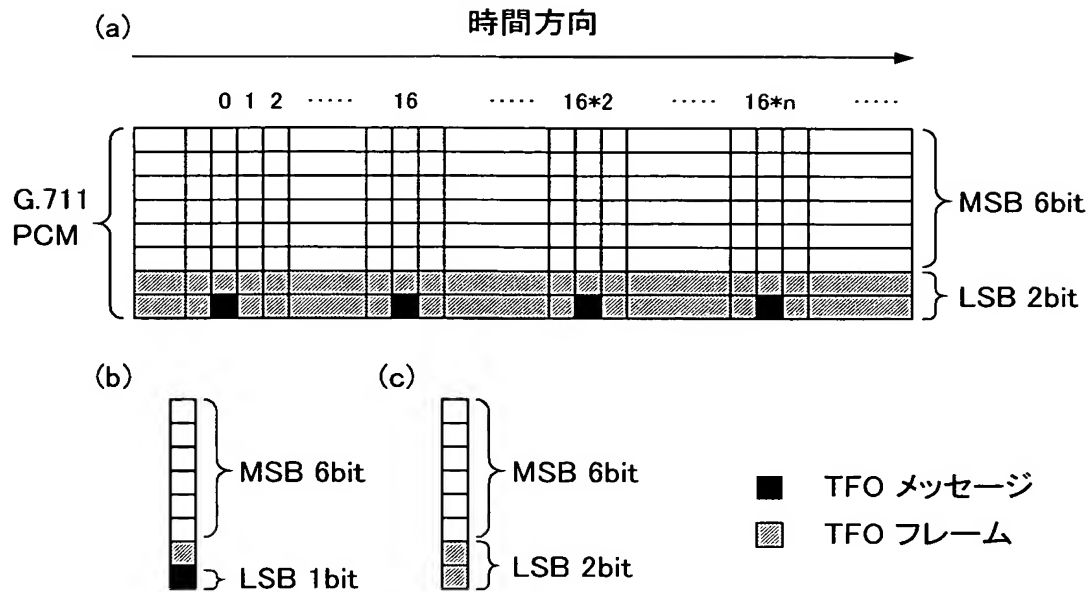 (a)
時間方向
0 1 2 ····· 16 ····· 16*2 ····· 16*n ·····
G.711
PCM
MSB 6bit
LSB 2bit
(b)
(c)
MSB 6bit
LSB 1bit
MSB 6bit
LSB 2bit
TFO メッセージ
TFO フレーム